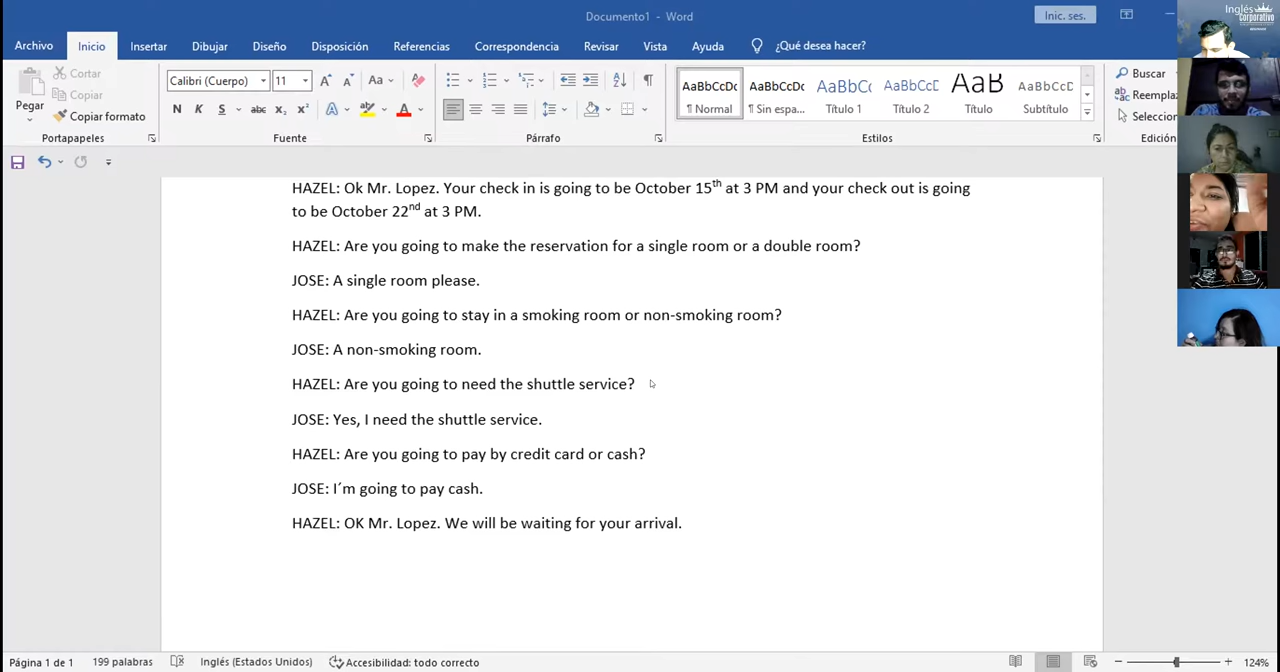 Documento1 - Word
Inic. ses.
Inglés
Corporativo
Archivo Inicio Insertar Dibujar Diseño Disposición Referencias Correspondencia Revisar Vista Ayuda ¿Qué desea hacer?
Pegar
Cortar
Copiar
Copiar formato
Portapapeles
Calibri (Cuerpo) 11
N K S abc x₂ x²
Fuente
Párrafo
AaBbCcDc AaBbCcDc AaBbCc AaBbCcD AaB AaBbCcD
¶ Normal ¶ Sin espa... Título 1 Título 2 Título Subtítulo
Estilos
Buscar
Reempla
Seleccion
Edición
HAZEL: Ok Mr. Lopez. Your check in is going to be October 15th at 3 PM and your check out is going
to be October 22nd at 3 PM.
HAZEL: Are you going to make the reservation for a single room or a double room?
JOSE: A single room please.
HAZEL: Are you going to stay in a smoking room or non-smoking room?
JOSE: A non-smoking room.
HAZEL: Are you going to need the shuttle service?
JOSE: Yes, I need the shuttle service.
HAZEL: Are you going to pay by credit card or cash?
JOSE: I´m going to pay cash.
HAZEL: OK Mr. Lopez. We will be waiting for your arrival.
Página 1 de 1 199 palabras Inglés (Estados Unidos) Accesibilidad: todo correcto 124%